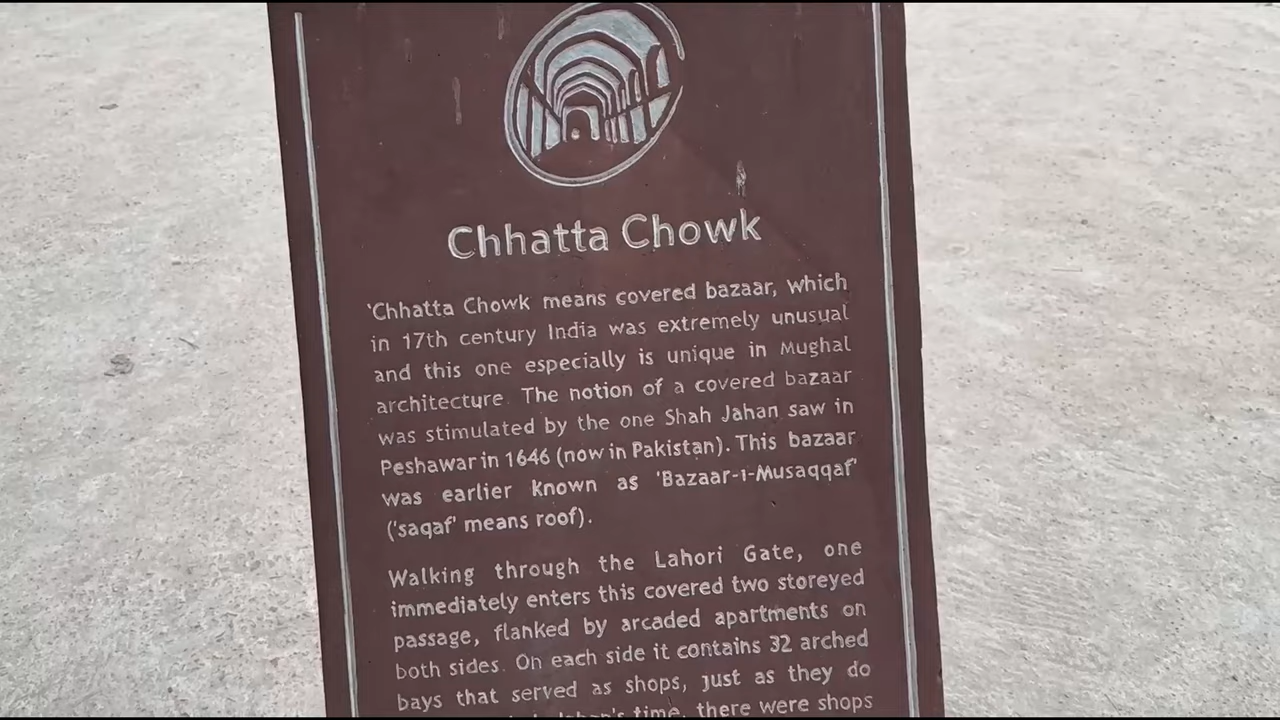 Chhatta Chowk
'Chhatta Chowk means covered bazaar, which
in 17th century India was extremely unusual
and this one especially is unique in Mughal
architecture. The notion of a covered bazaar
was stimulated by the one Shah Jahan saw in
Peshawar in 1646 (now in Pakistan). This bazaar
was earlier known as 'Bazaar-i-Musaqqaf'
('saqaf' means roof).
Walking through the Lahori Gate, one
immediately enters this covered two storeyed
passage, flanked by arcaded apartments on
both sides. On each side it contains 32 arched
bays that served as shops, just as they do
Jahan's time, there were shops